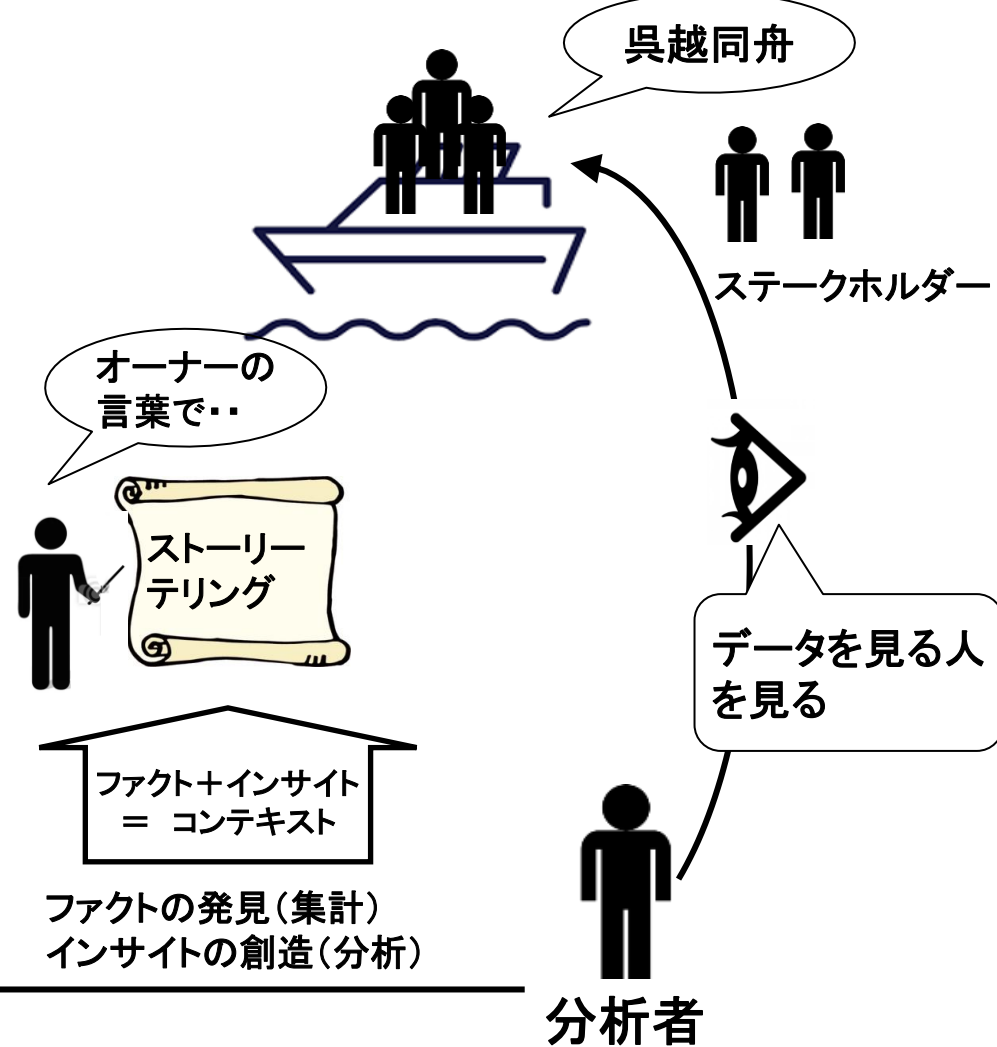 呉越同舟
ステークホルダー
オーナーの
言葉で・・
ストーリー
テリング
データを見る人
を見る
ファクト＋インサイト
＝ コンテキスト
ファクトの発見（集計）
インサイトの創造（分析）
分析者